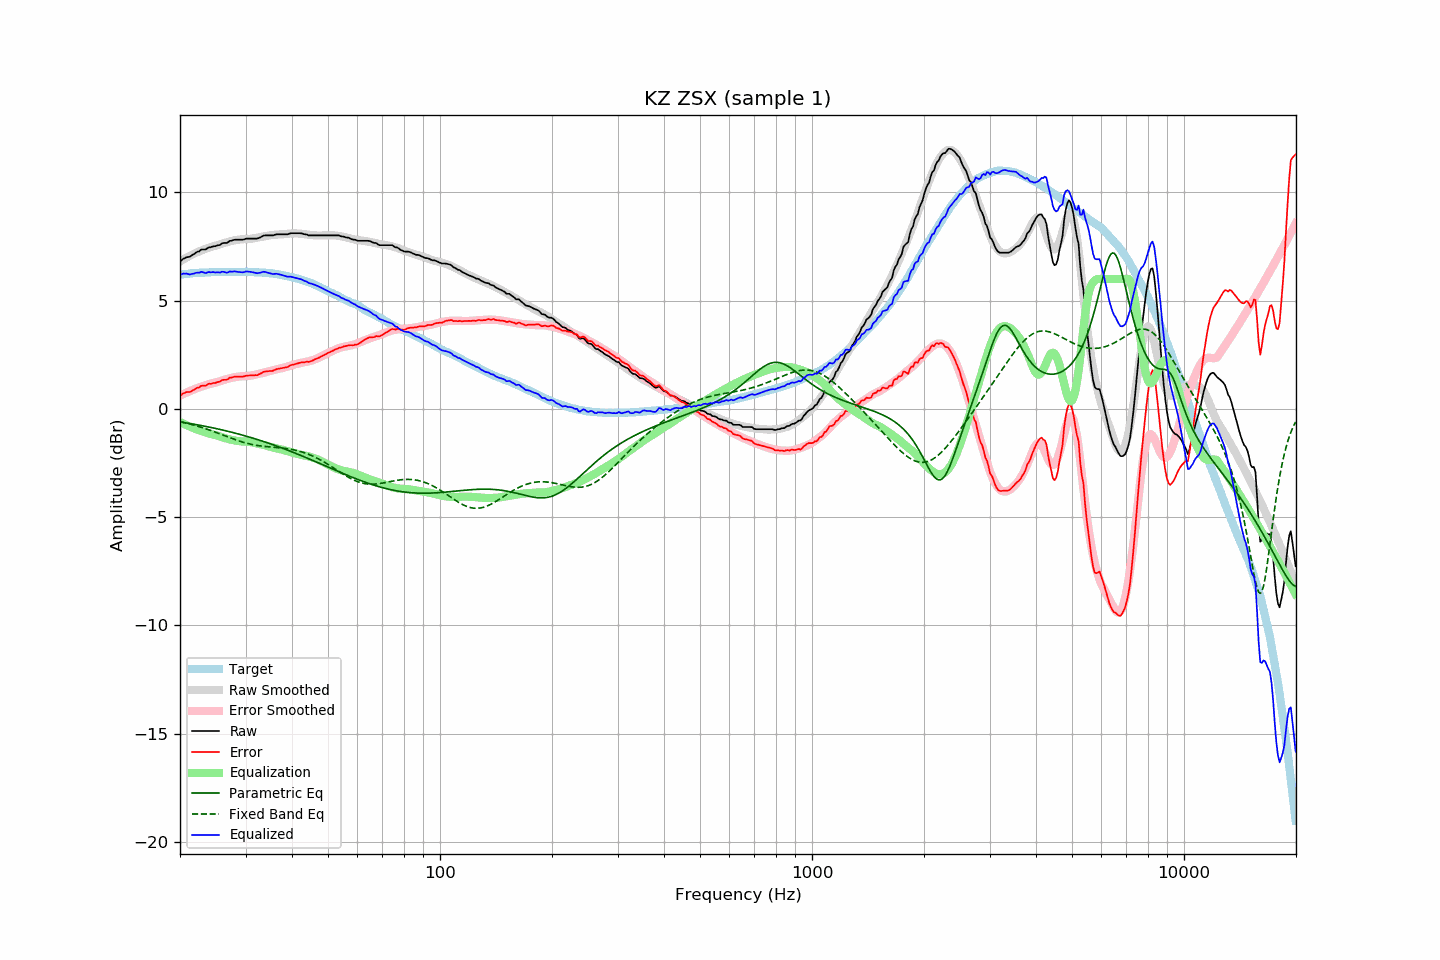 KZ ZSX (sample 1)
10
5
0
−5
−10
−15
−20
Amplitude (dBr)
Target
Raw Smoothed
Error Smoothed
Raw
Error
Equalization
Parametric Eq
Fixed Band Eq
Equalized
100
1000
10000
Frequency (Hz)